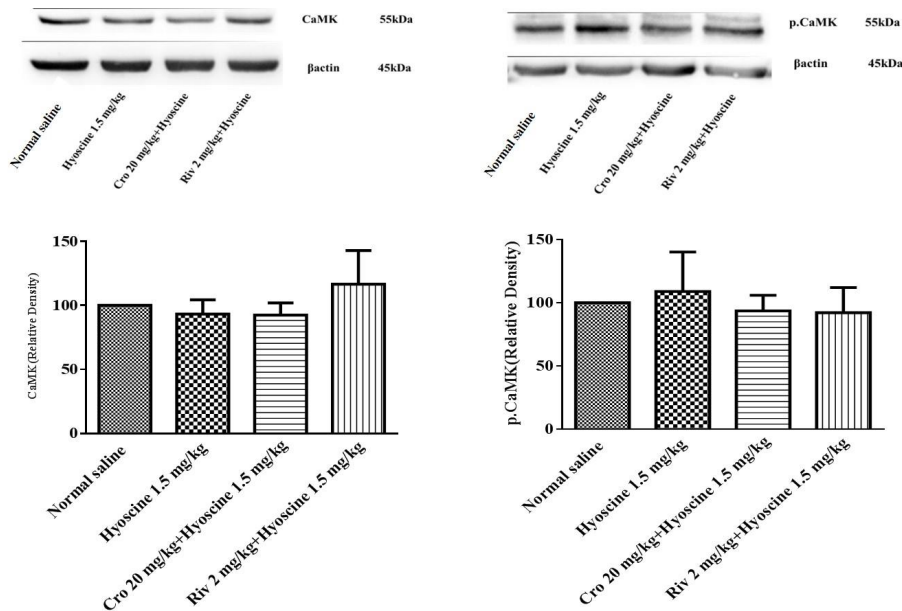 CaMK 55kDa
βactin 45kDa
Normal saline
Hyoscine 1.5 mg/kg
Cro 20 mg/kg+Hyoscine
Riv 2 mg/kg+Hyoscine
p.CaMK 55kDa
βactin 45kDa
Normal saline
Hyoscine 1.5 mg/kg
Cro 20 mg/kg+Hyoscine
Riv 2 mg/kg+Hyoscine
CaMK(Relative Density)
150
100
50
0
Normal saline
Hyoscine 1.5 mg/kg
Cro 20 mg/kg+Hyoscine 1.5 mg/kg
Riv 2 mg/kg+Hyoscine 1.5 mg/kg
p.CaMK(Relative Density)
150
100
50
0
Normal saline
Hyoscine 1.5 mg/kg
Cro 20 mg/kg+Hyoscine 1.5 mg/kg
Riv 2 mg/kg+Hyoscine 1.5 mg/kg